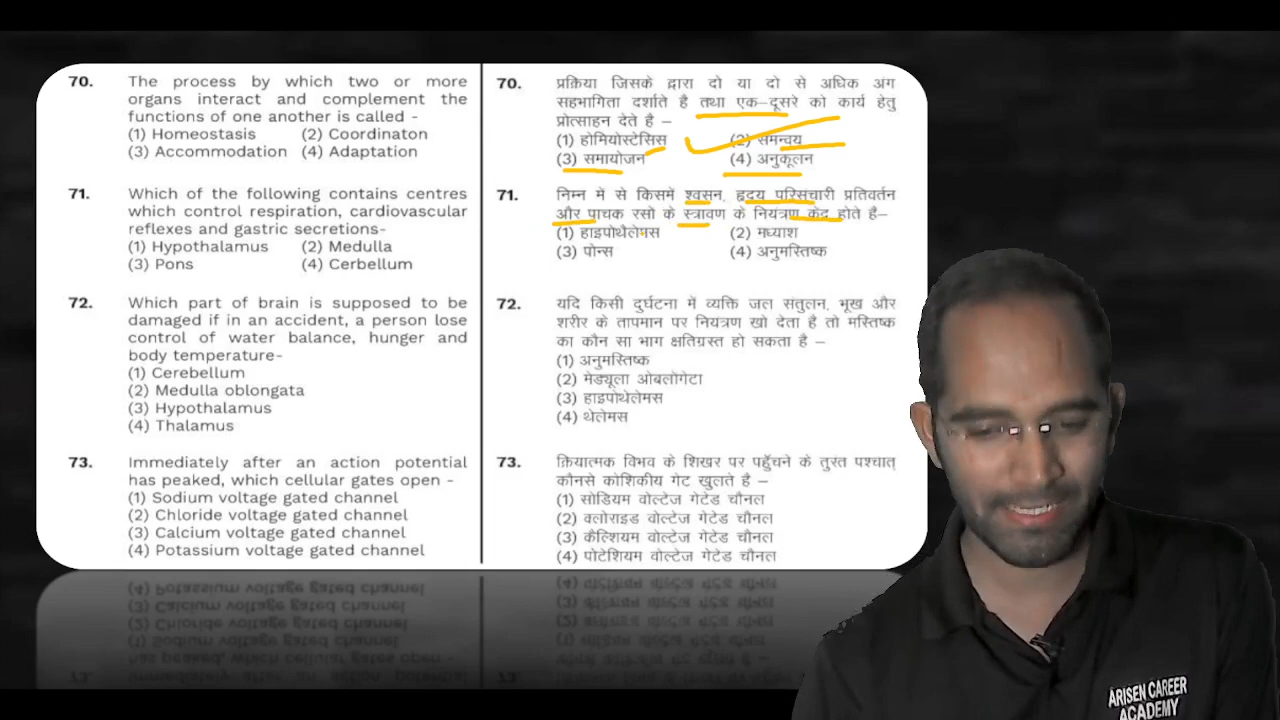 70. The process by which two or more
organs interact and complement the
functions of one another is called -
(1) Homeostasis (2) Coordinaton
(3) Accommodation (4) Adaptation
71. Which of the following contains centres
which control respiration, cardiovascular
reflexes and gastric secretions-
(1) Hypothalamus (2) Medulla
(3) Pons (4) Cerbellum
72. Which part of brain is supposed to be
damaged if in an accident, a person lose
control of water balance, hunger and
body temperature-
(1) Cerebellum
(2) Medulla oblongata
(3) Hypothalamus
(4) Thalamus
73. Immediately after an action potential
has peaked, which cellular gates open -
(1) Sodium voltage gated channel
(2) Chloride voltage gated channel
(3) Calcium voltage gated channel
(4) Potassium voltage gated channel
70. प्रक्रिया जिसके द्वारा दो या दो से अधिक अंग
सहभागिता दर्शाते है तथा एक–दूसरे को कार्य हेतु
प्रोत्साहन देते है –
(1) होमियोस्टेसिस (2) समन्वय
(3) समायोजन (4) अनुकूलन
71. निम्न में से किसमें श्वसन, हृदय परिसंचारी प्रतिवर्तन
और पाचक रसो के स्त्रावण के नियंत्रण केंद्र होते है–
(1) हाइपोथैलेमस (2) मध्यांश
(3) पोन्स (4) अनुमस्तिष्क
72. यदि किसी दुर्घटना में व्यक्ति जल संतुलन, भूख और
शरीर के तापमान पर नियंत्रण खो देता है तो मस्तिष्क
का कौन सा भाग क्षतिग्रस्त हो सकता है –
(1) अनुमस्तिष्क
(2) मेड्यूला ओबलोंगेटा
(3) हाइपोथेलेमस
(4) थेलेमस
73. क्रियात्मक विभव के शिखर पर पहुँचने के तुरंत पश्चात्
कौनसे कोशिकीय गेट खुलते है –
(1) सोडियम वोल्टेज गेटेड चौनल
(2) क्लोराइड वोल्टेज गेटेड चौनल
(3) कैल्शियम वोल्टेज गेटेड चौनल
(4) पोटेशियम वोल्टेज गेटेड चौनल
ARISEN CAREER
ACADEMY